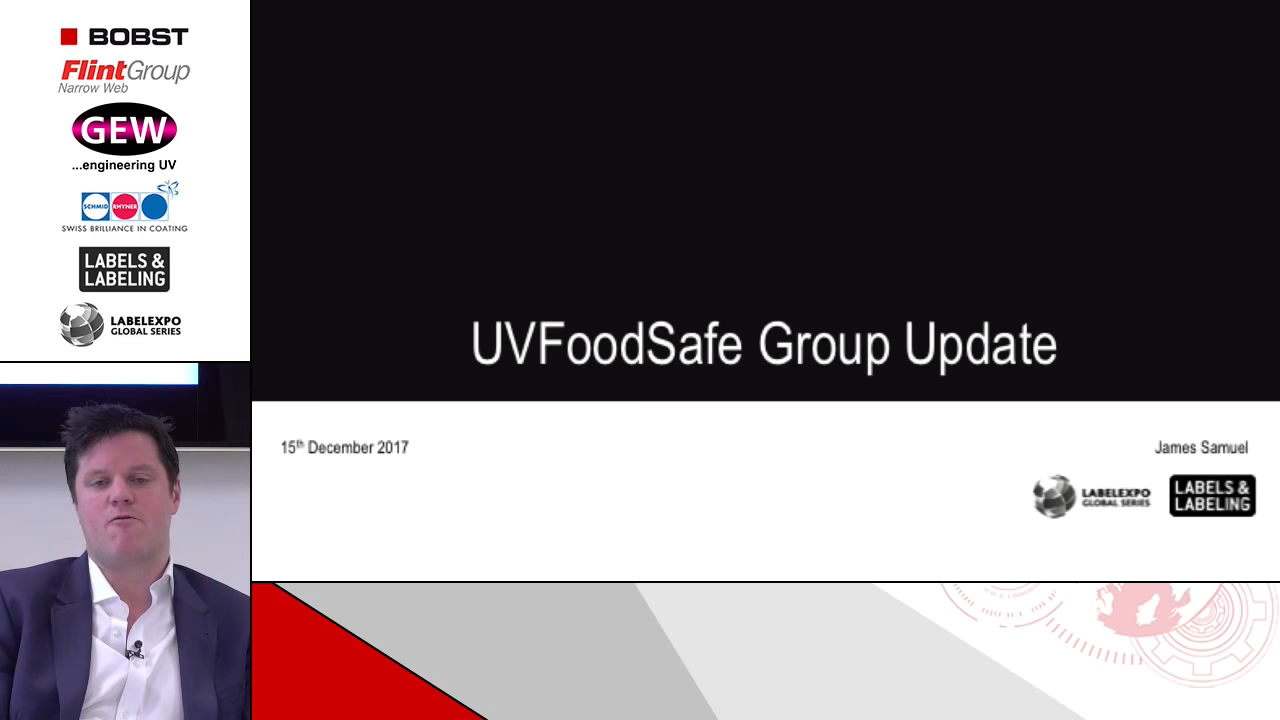 BOBST
FlintGroup
Narrow Web
GEW
...engineering UV
SCHMID RHYNER
SWISS BRILLIANCE IN COATING
LABELS &
LABELING
LABELEXPO
GLOBAL SERIES
UVFoodSafe Group Update
15th December 2017
James Samuel
LABELEXPO
GLOBAL SERIES
LABELS &
LABELING